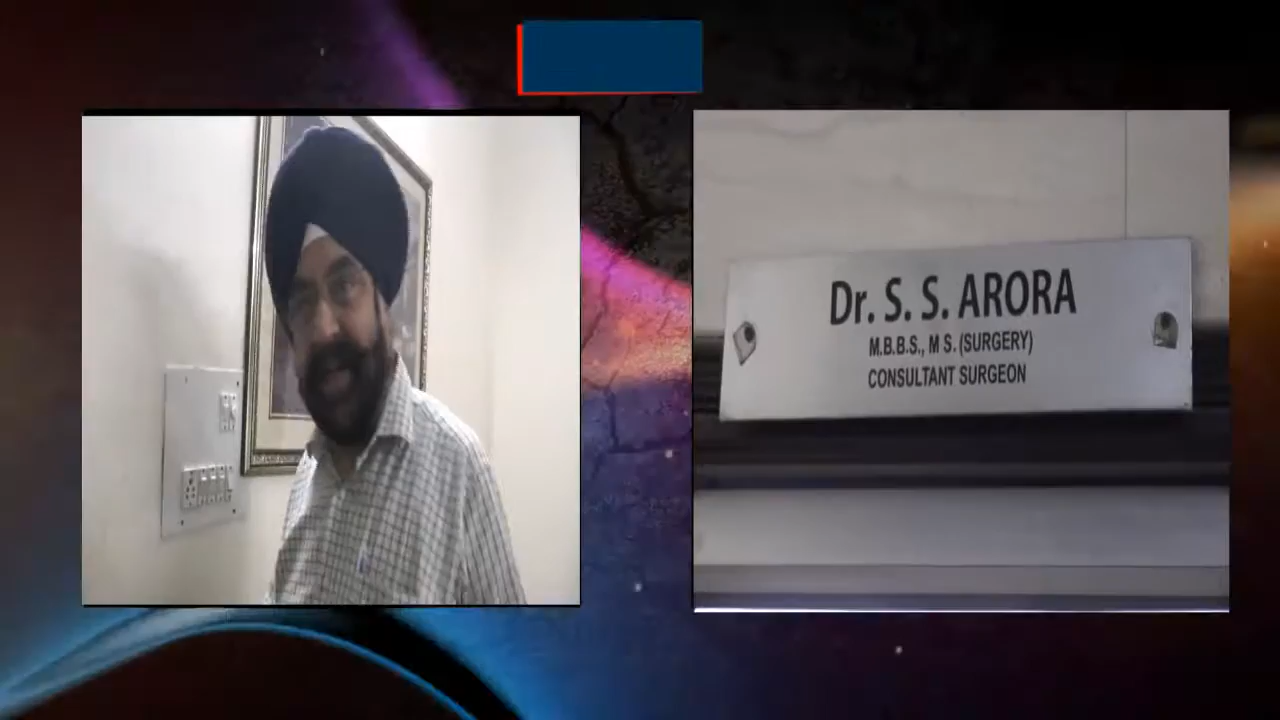 Dr. S. S. ARORA
M.B.B.S., M S. (SURGERY)
CONSULTANT SURGEON